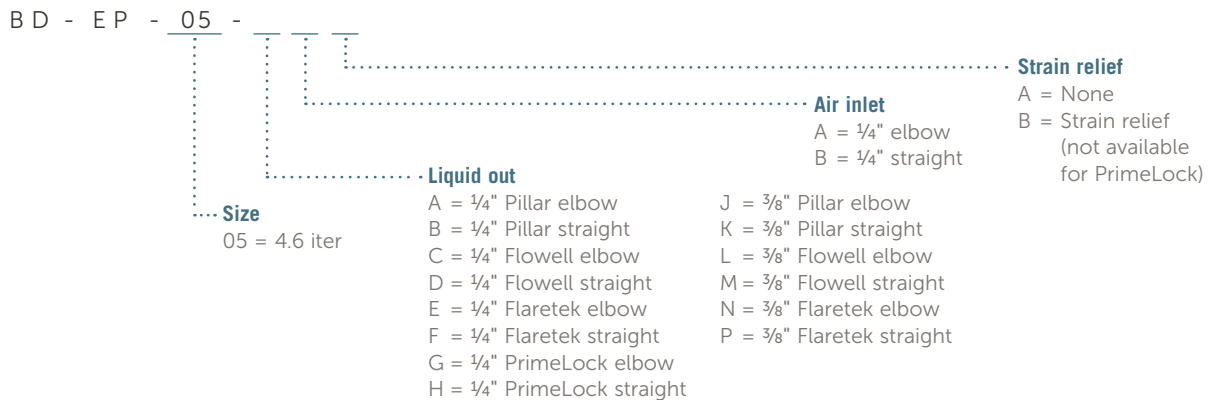 BD - EP - 05 -
Strain relief
A = None
B = Strain relief
(not available
for PrimeLock)
Air inlet
A = ¼" elbow
B = ¼" straight
Liquid out
A = ¼" Pillar elbow
B = ¼" Pillar straight
C = ¼" Flowell elbow
D = ¼" Flowell straight
E = ¼" Flaretek elbow
F = ¼" Flaretek straight
G = ¼" PrimeLock elbow
H = ¼" PrimeLock straight
J = ⅜" Pillar elbow
K = ⅜" Pillar straight
L = ⅜" Flowell elbow
M = ⅜" Flowell straight
N = ⅜" Flaretek elbow
P = ⅜" Flaretek straight
Size
05 = 4.6 iter